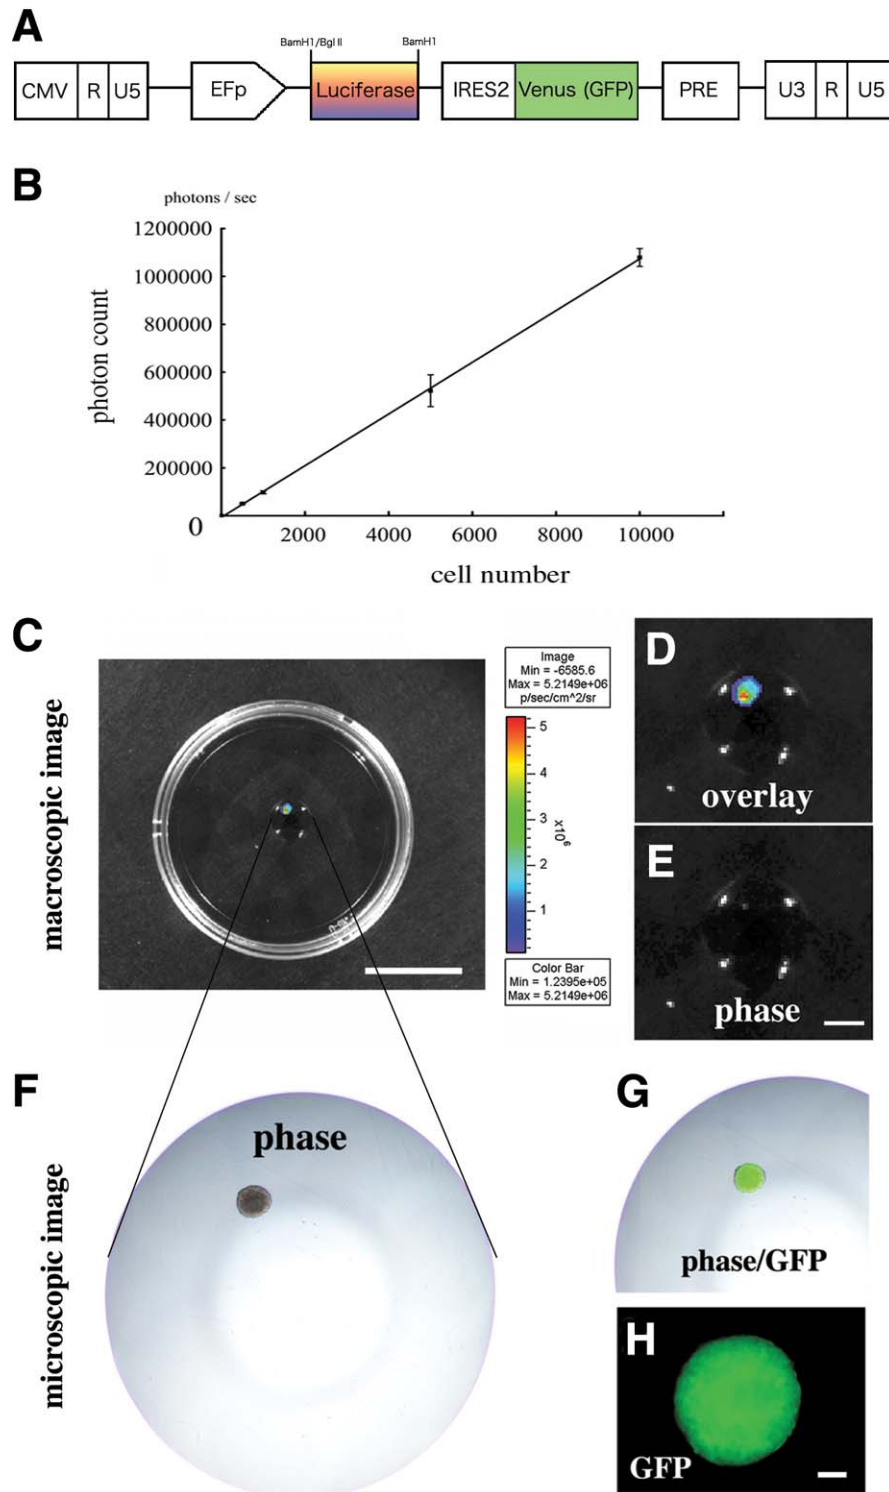 A
BamH1/Bgl II
BamH1
CMV R U5 EFp Luciferase IRES2 Venus (GFP) PRE U3 R U5
B
photons / sec
photon count
1200000
1000000
800000
600000
400000
200000
0
2000 4000 6000 8000 10000
cell number
C
macroscopic image
Image
Min = -6585.6
Max = 5.2149e+06
p/sec/cm^2/sr
5
4
3
2
1
x10^6
Color Bar
Min = 1.2395e+05
Max = 5.2149e+06
D
overlay
E
phase
F
microscopic image
phase
G
phase/GFP
H
GFP